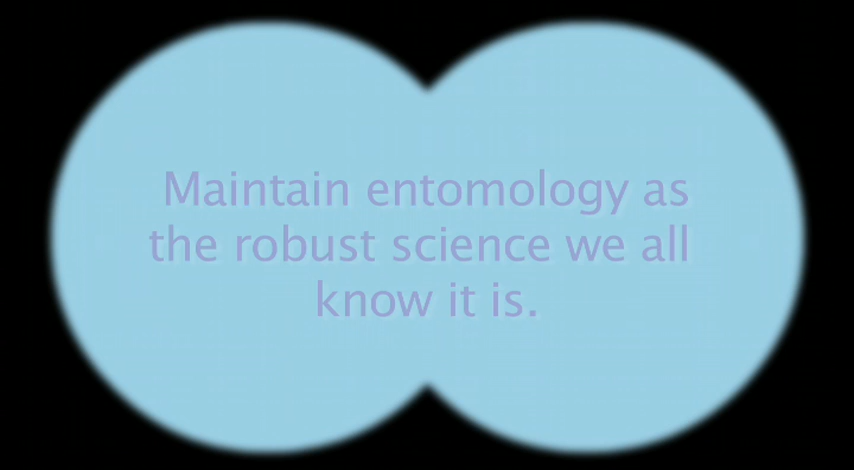 Maintain entomology as
the robust science we all
know it is.